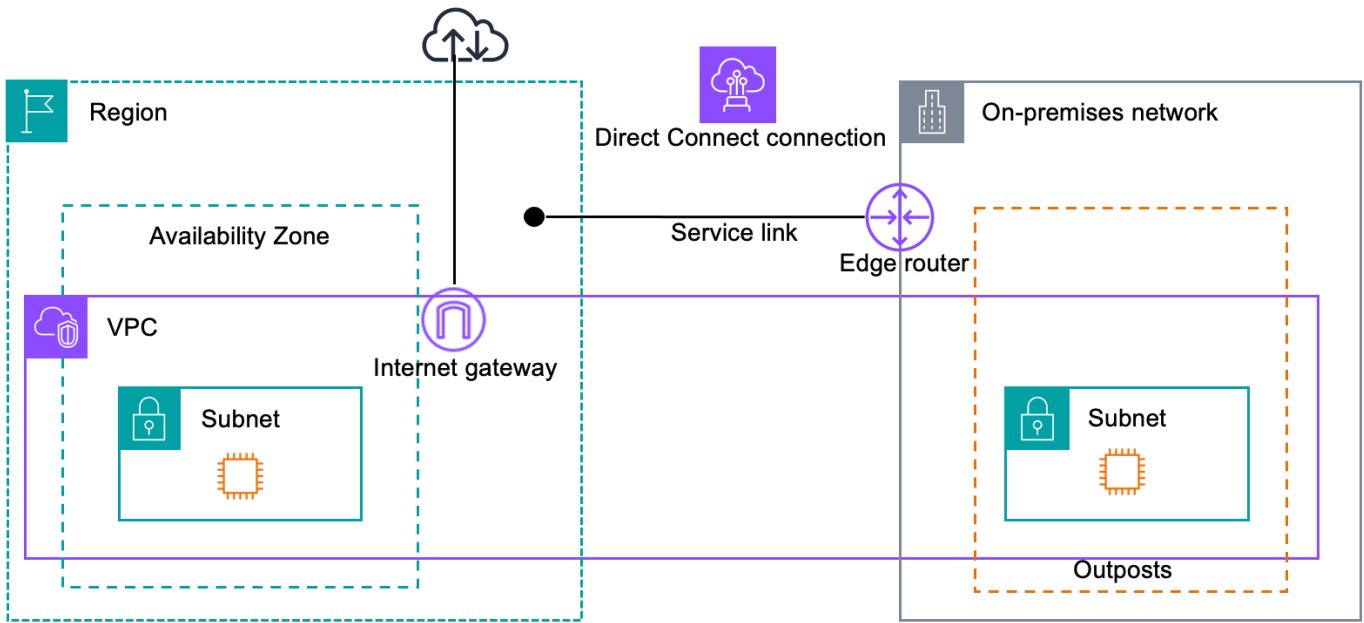 Region
Direct Connect connection
On-premises network
Availability Zone
Service link
Edge router
VPC
Internet gateway
Subnet
Subnet
Outposts